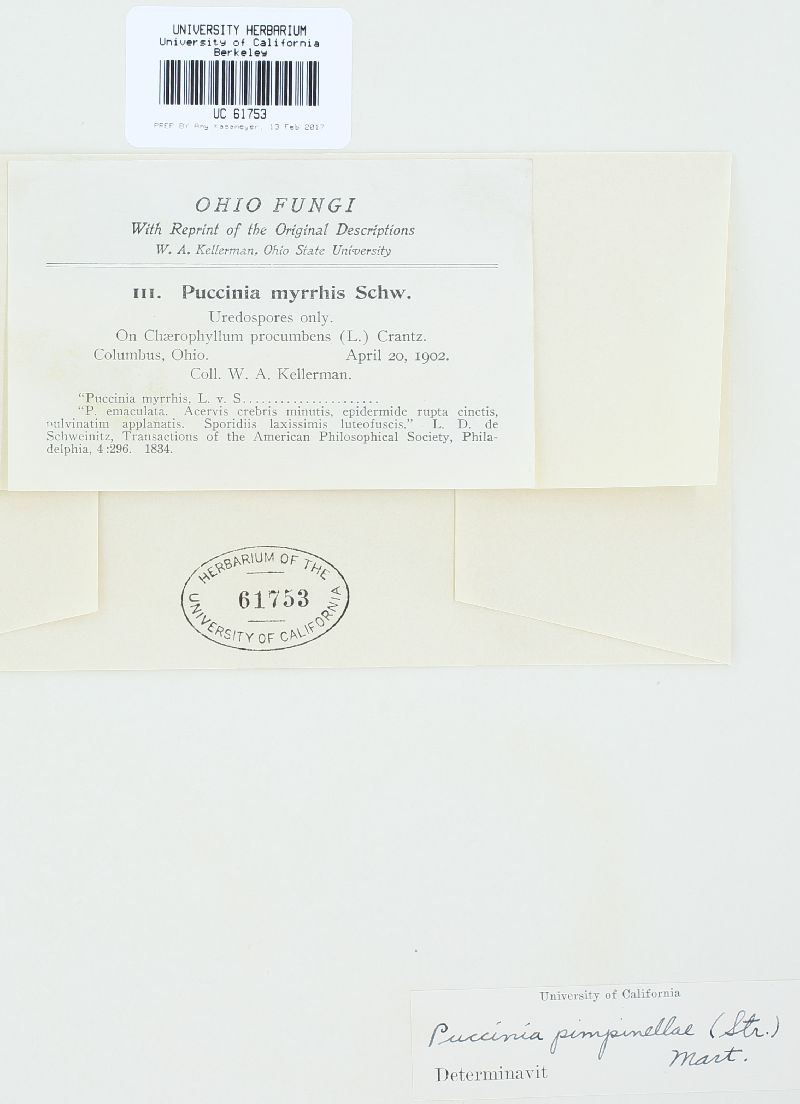 UNIVERSITY HERBARIUM
University of California
Berkeley
UC 61753
PREP BY Amy Kasameyer, 13 Feb 2017
OHIO FUNGI
With Reprint of the Original Descriptions
W. A. Kellerman, Ohio State University
111. Puccinia myrrhis Schw.
Uredospores only.
On Chærophyllum procumbens (L.) Crantz.
Columbus, Ohio. April 20, 1902.
Coll. W. A. Kellerman.
"Puccinia myrrhis, L. v. S......................
"P. emaculata. Acervis crebris minutis, epidermide rupta cinctis,
pulvinatim applanatis. Sporidiis laxissimis luteofuscis," L. D. de
Schweinitz, Transactions of the American Philosophical Society, Phila-
delphia, 4:296. 1834.
HERBARIUM OF THE
61753
UNIVERSITY OF CALIFORNIA
University of California
Puccinia pimpinellae (Str.)
Mart.
Determinavit